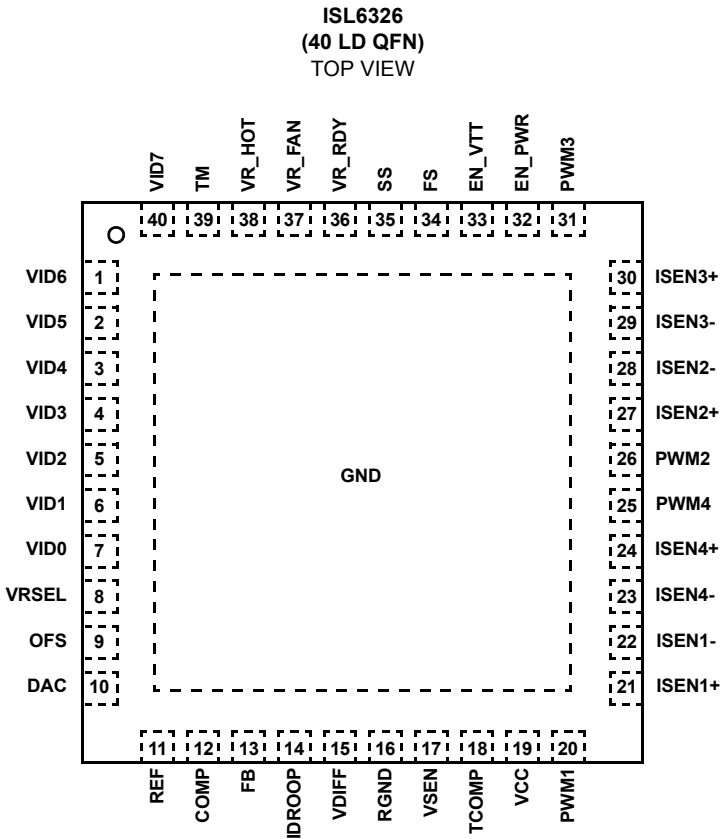 ISL6326
(40 LD QFN)
TOP VIEW
VID7
TM
VR_HOT
VR_FAN
VR_RDY
SS
FS
EN_VTT
EN_PWR
PWM3
40 39 38 37 36 35 34 33 32 31
VID6 1
VID5 2
VID4 3
VID3 4
VID2 5
VID1 6
VID0 7
VRSEL 8
OFS 9
DAC 10
GND
30 ISEN3+
29 ISEN3-
28 ISEN2-
27 ISEN2+
26 PWM2
25 PWM4
24 ISEN4+
23 ISEN4-
22 ISEN1-
21 ISEN1+
11 12 13 14 15 16 17 18 19 20
REF
COMP
FB
IDROOP
VDIFF
RGND
VSEN
TCOMP
VCC
PWM1